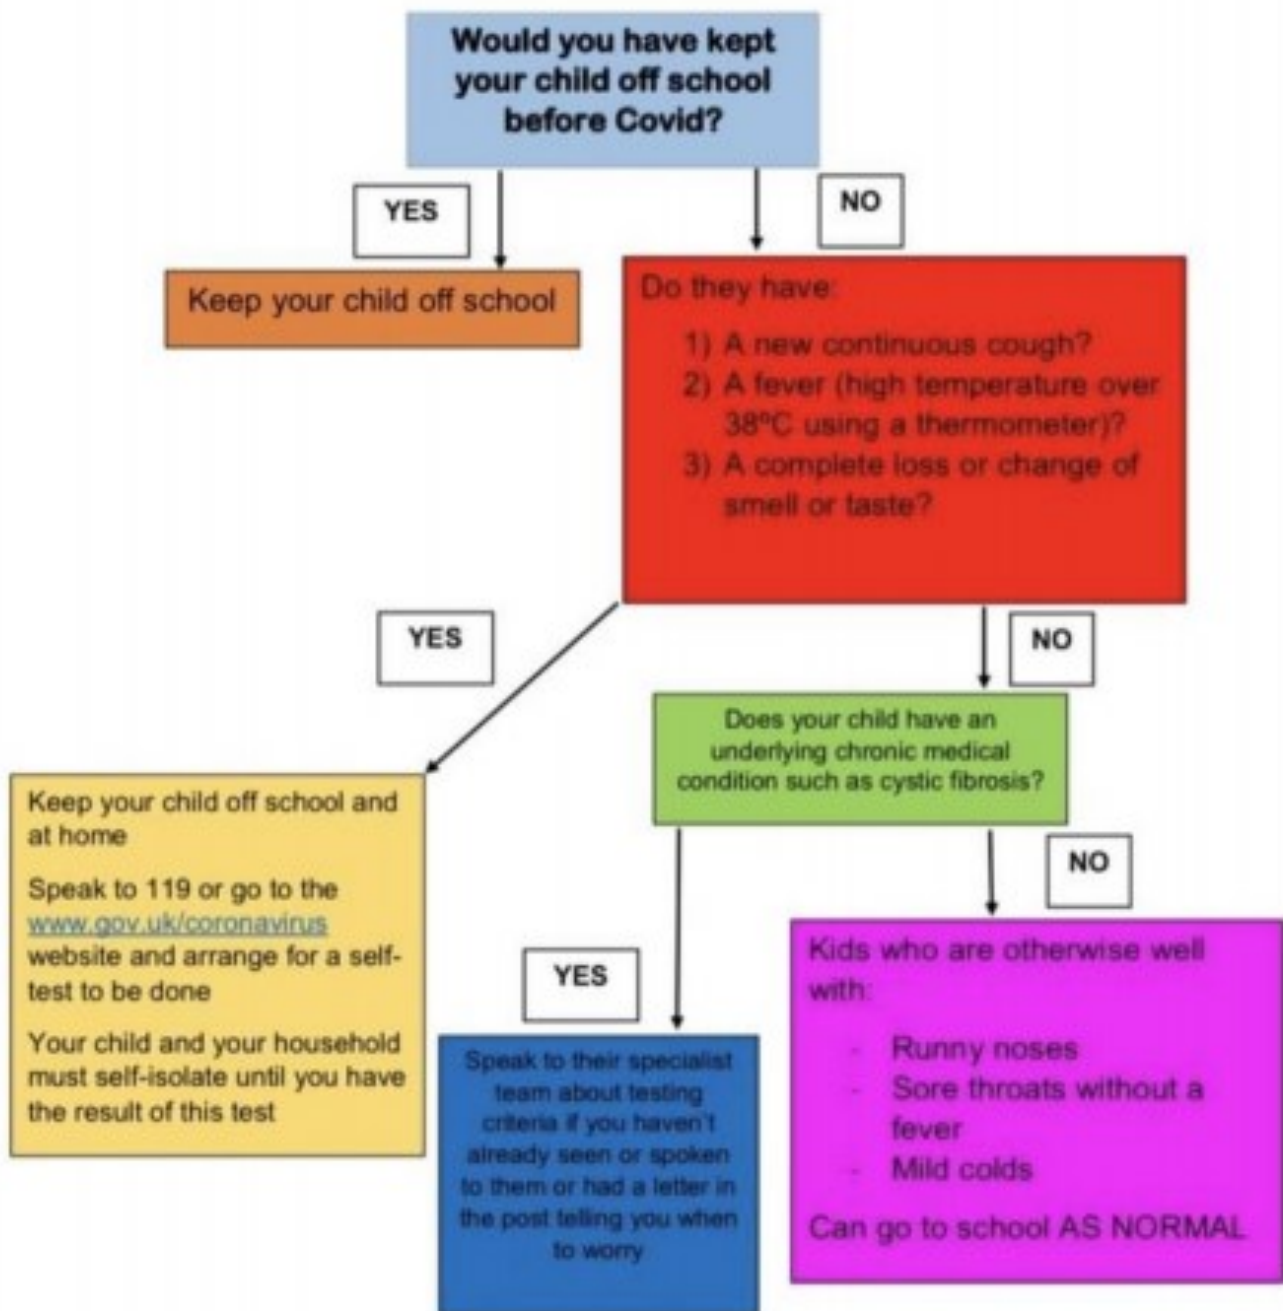 Would you have kept
your child off school
before Covid?
YES
NO
Keep your child off school
Do they have:
1) A new continuous cough?
2) A fever (high temperature over
38ºC using a thermometer)?
3) A complete loss or change of
smell or taste?
YES
NO
Does your child have an
underlying chronic medical
condition such as cystic fibrosis?
Keep your child off school and
at home
Speak to 119 or go to the
www.gov.uk/coronavirus
website and arrange for a self-
test to be done
Your child and your household
must self-isolate until you have
the result of this test
YES
NO
Speak to their specialist
team about testing
criteria if you haven't
already seen or spoken
to them or had a letter in
the post telling you when
to worry
Kids who are otherwise well
with:
- Runny noses
- Sore throats without a
fever
- Mild colds
Can go to school AS NORMAL